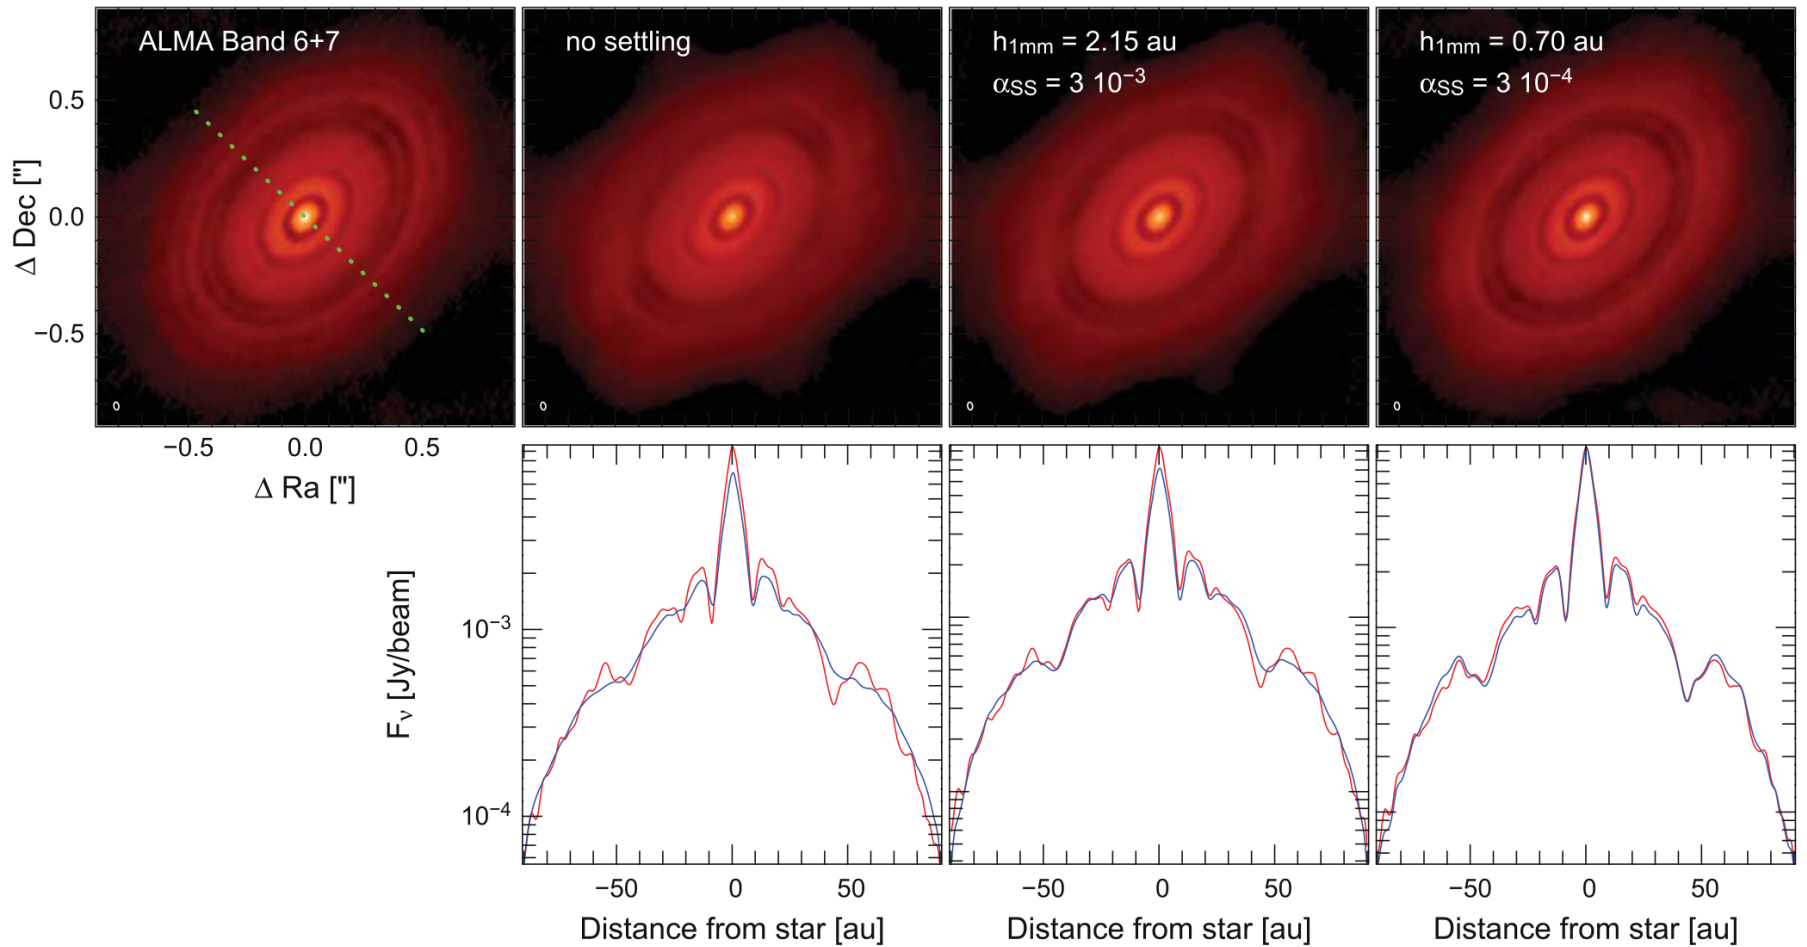 ALMA Band 6+7
no settling
h₁ₘₘ = 2.15 au
αSS = 3 10⁻³
h₁ₘₘ = 0.70 au
αSS = 3 10⁻⁴
Δ Dec ["]
0.5
0.0
−0.5
−0.5 0.0 0.5
Δ Ra ["]
Fν [Jy/beam]
10⁻³
10⁻⁴
−50 0 50
−50 0 50
−50 0 50
Distance from star [au]
Distance from star [au]
Distance from star [au]